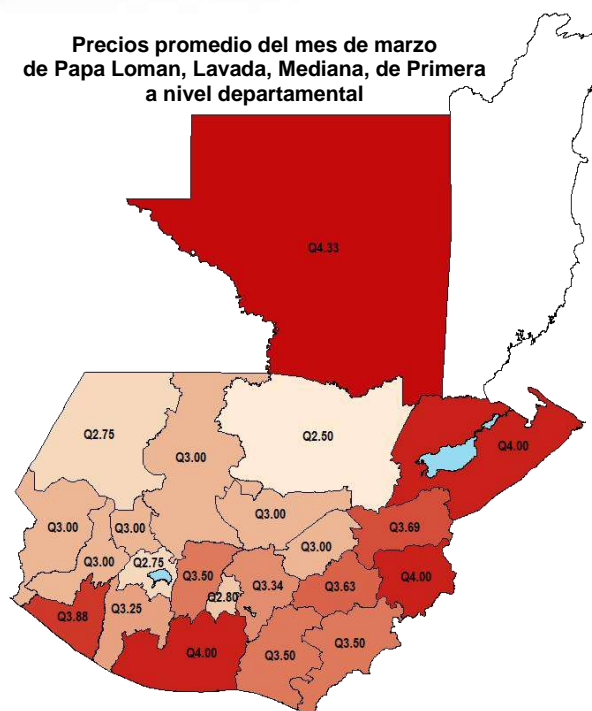 Precios promedio del mes de marzo
de Papa Loman, Lavada, Mediana, de Primera
a nivel departamental
Q4.33
Q2.75
Q2.50
Q3.00
Q4.00
Q3.00
Q3.00
Q3.00
Q3.69
Q3.00
Q3.00
Q2.75
Q3.50
Q3.34
Q3.63
Q4.00
Q2.80
Q3.88
Q3.25
Q3.50
Q4.00
Q3.50